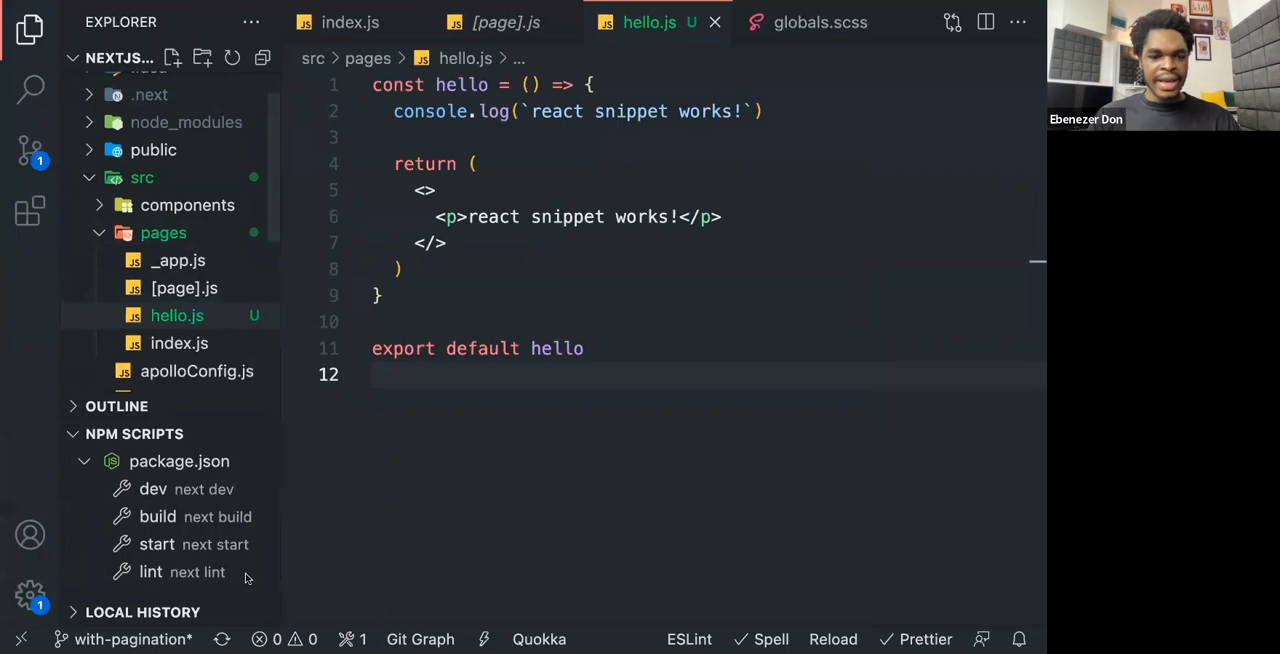 EXPLORER
index.js
[page].js
hello.js U
globals.scss
NEXTJS...
src > pages > hello.js > ...
.next
node_modules
public
src
components
pages
_app.js
[page].js
hello.js U
index.js
apolloConfig.js
OUTLINE
NPM SCRIPTS
package.json
dev next dev
build next build
start next start
lint next lint
LOCAL HISTORY
1
1
1 const hello = () => {
2 console.log(`react snippet works!`)
3
4 return (
5 <>
6 <p>react snippet works!</p>
7 </>
8 )
9 }
10
11 export default hello
12
Ebenezer Don
with-pagination* 0 0 1 Git Graph Quokka ESLint Spell Reload Prettier